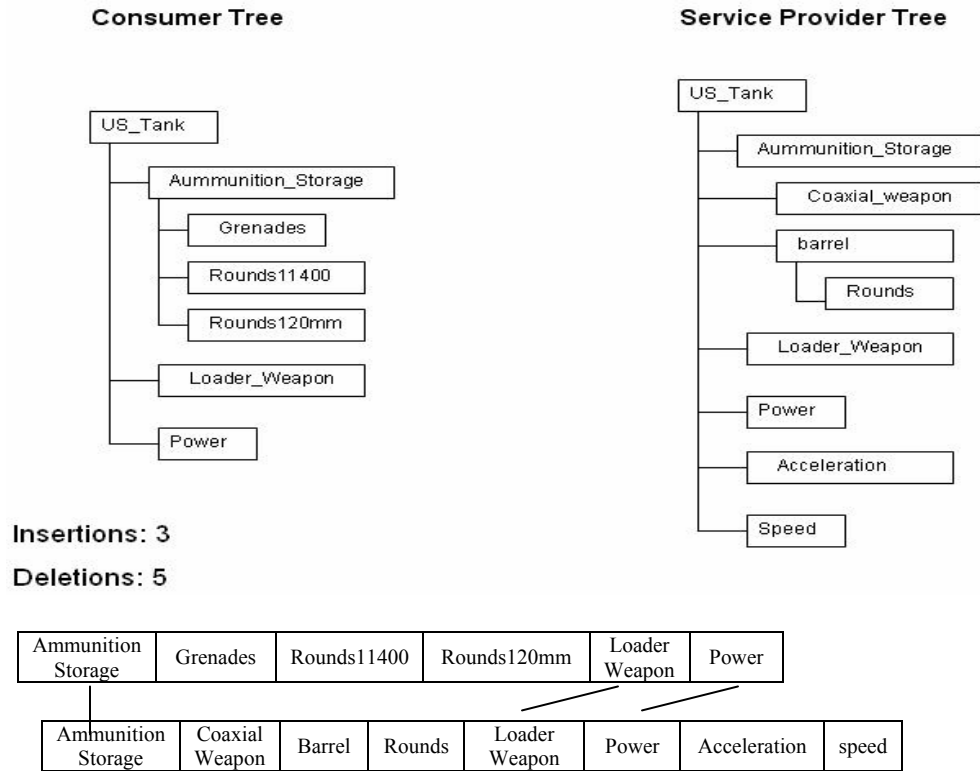 Consumer Tree
US_Tank
Aummunition_Storage
Grenades
Rounds11400
Rounds120mm
Loader_Weapon
Power
Service Provider Tree
US_Tank
Aummunition_Storage
Coaxial_weapon
barrel
Rounds
Loader_Weapon
Power
Acceleration
Speed
Insertions: 3
Deletions: 5
Ammunition
Storage
Grenades
Rounds11400
Rounds120mm
Loader
Weapon
Power
Ammunition
Storage
Coaxial
Weapon
Barrel
Rounds
Loader
Weapon
Power
Acceleration
speed